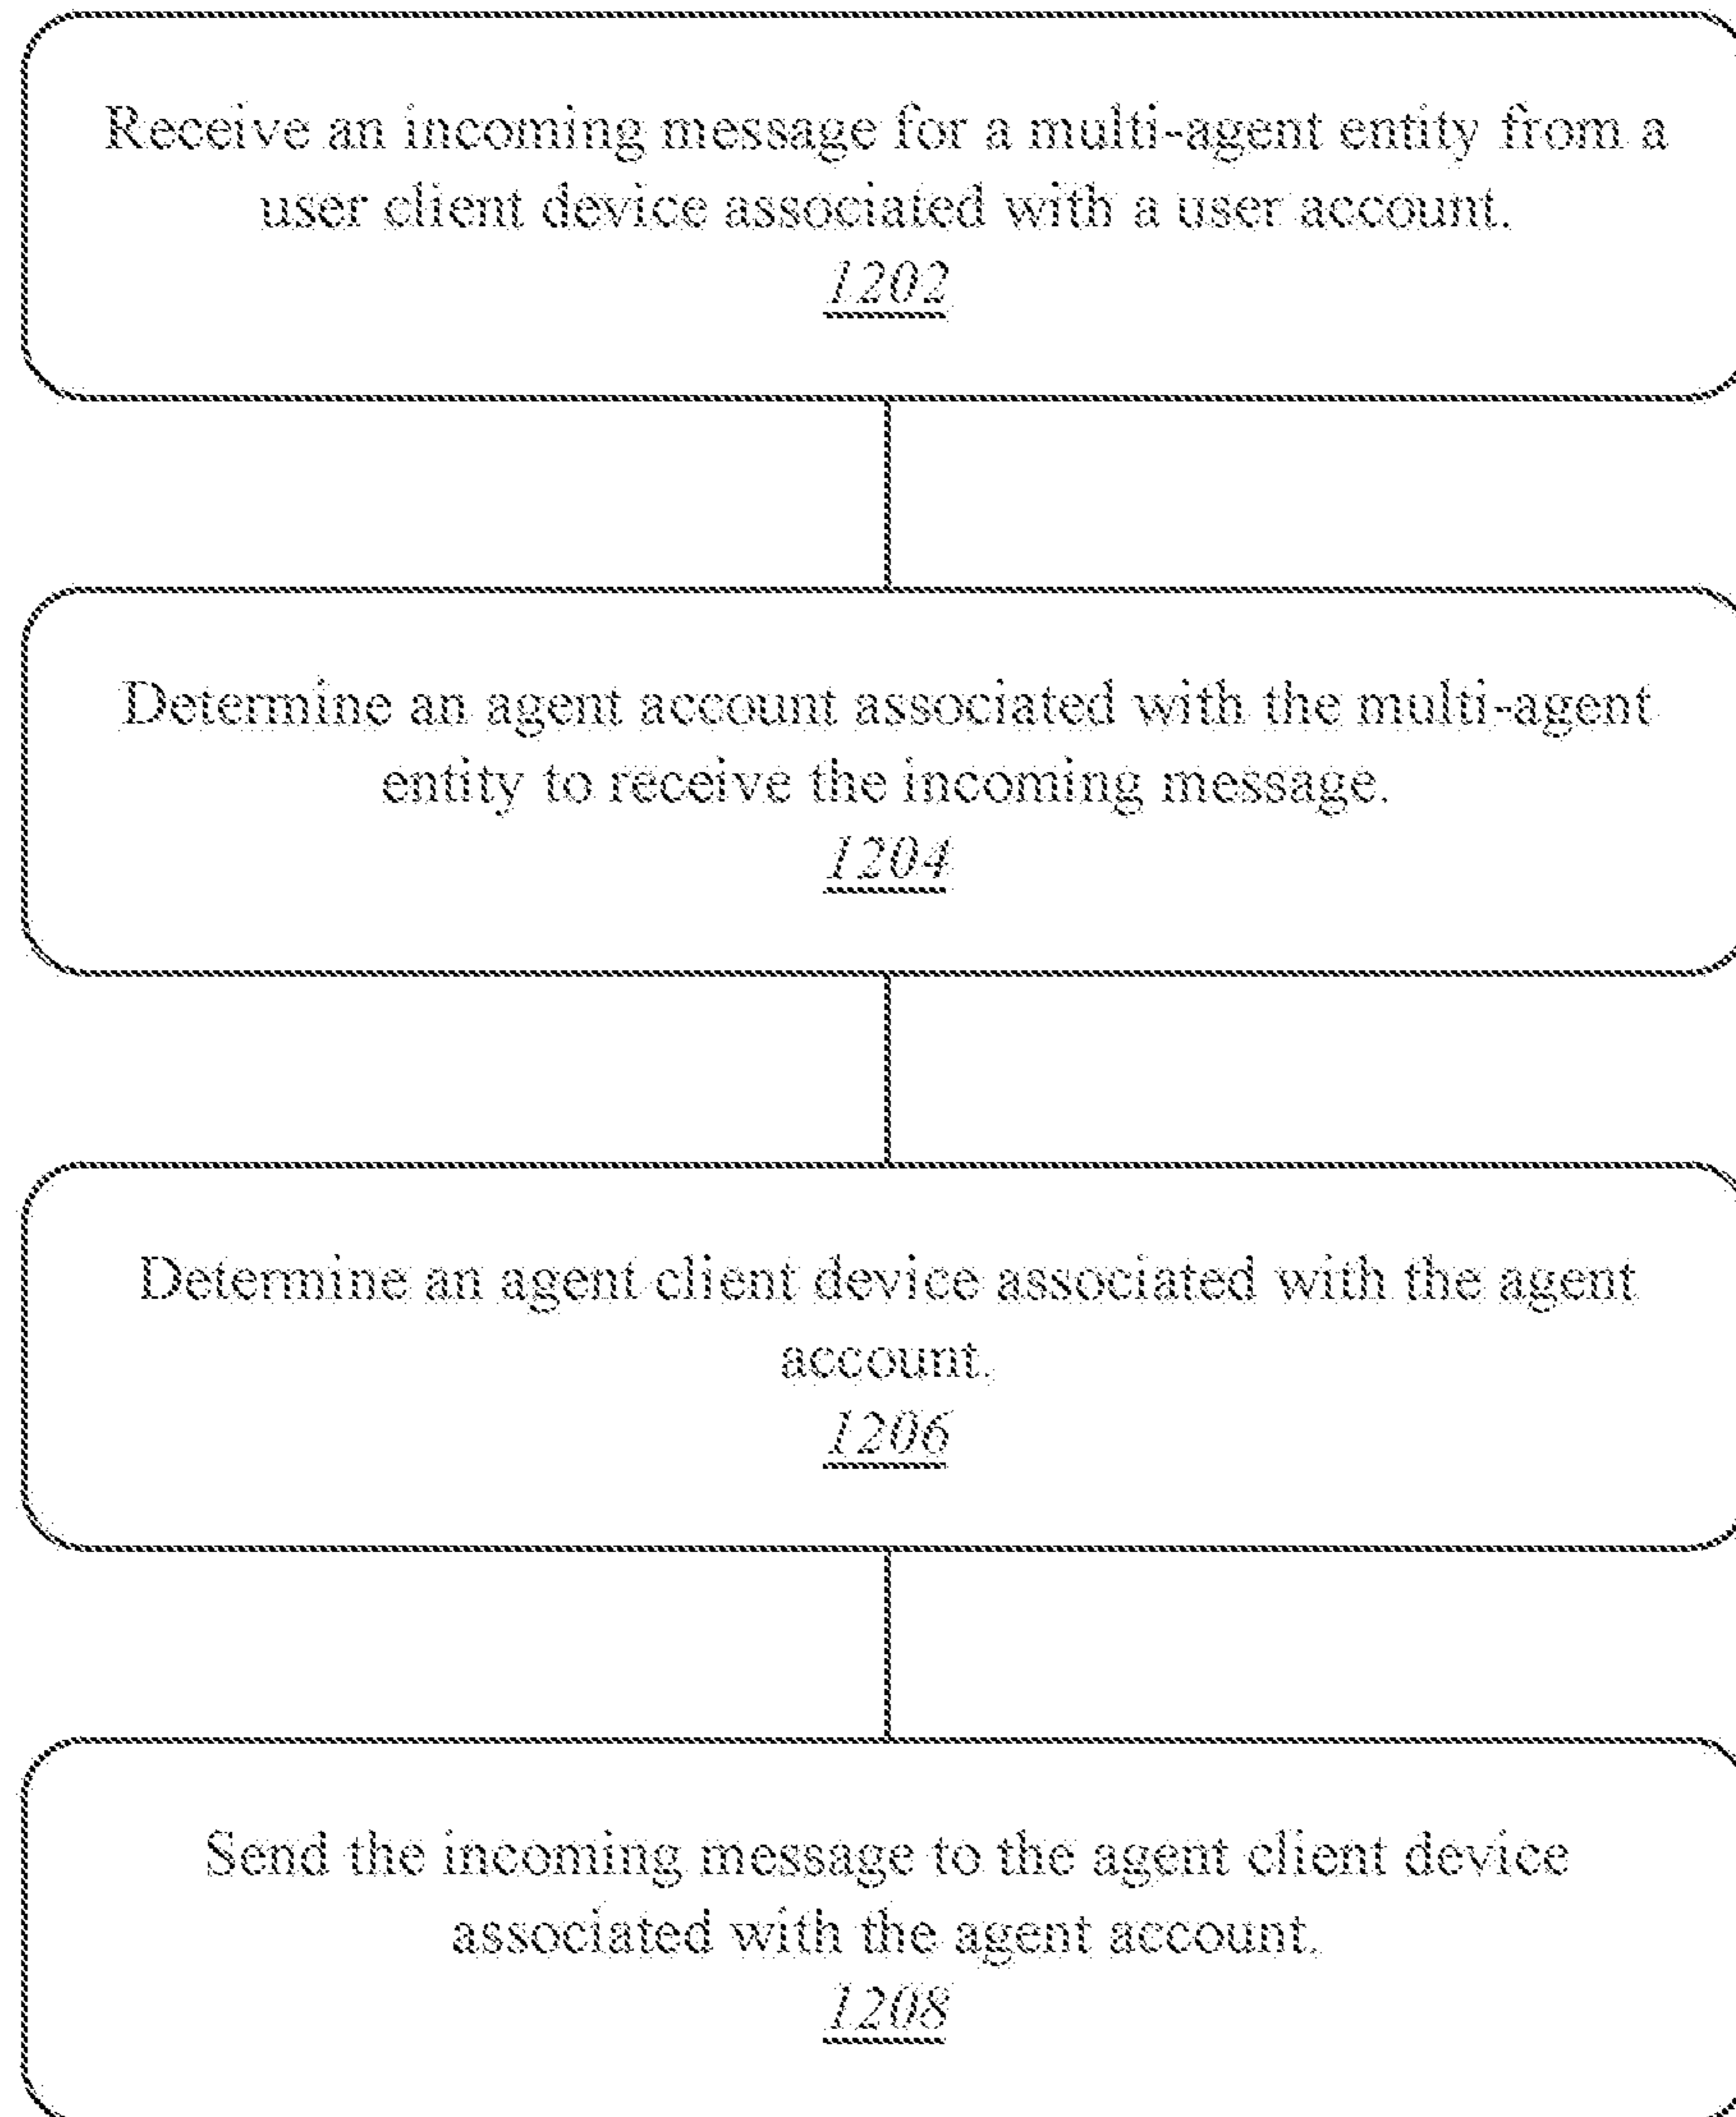 Receive an incoming message for a multi-agent entity from a
user client device associated with a user account.
1202
Determine an agent account associated with the multi-agent
entity to receive the incoming message.
1204
Determine an agent client device associated with the agent
account.
1206
Send the incoming message to the agent client device
associated with the agent account.
1208